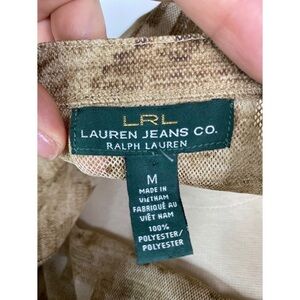 LRL
LAUREN JEANS CO.
RALPH LAUREN
M
MADE IN
VIETNAM
FABRIQUÉ AU
VIÊT NAM
100%
POLYESTER/
POLYESTER